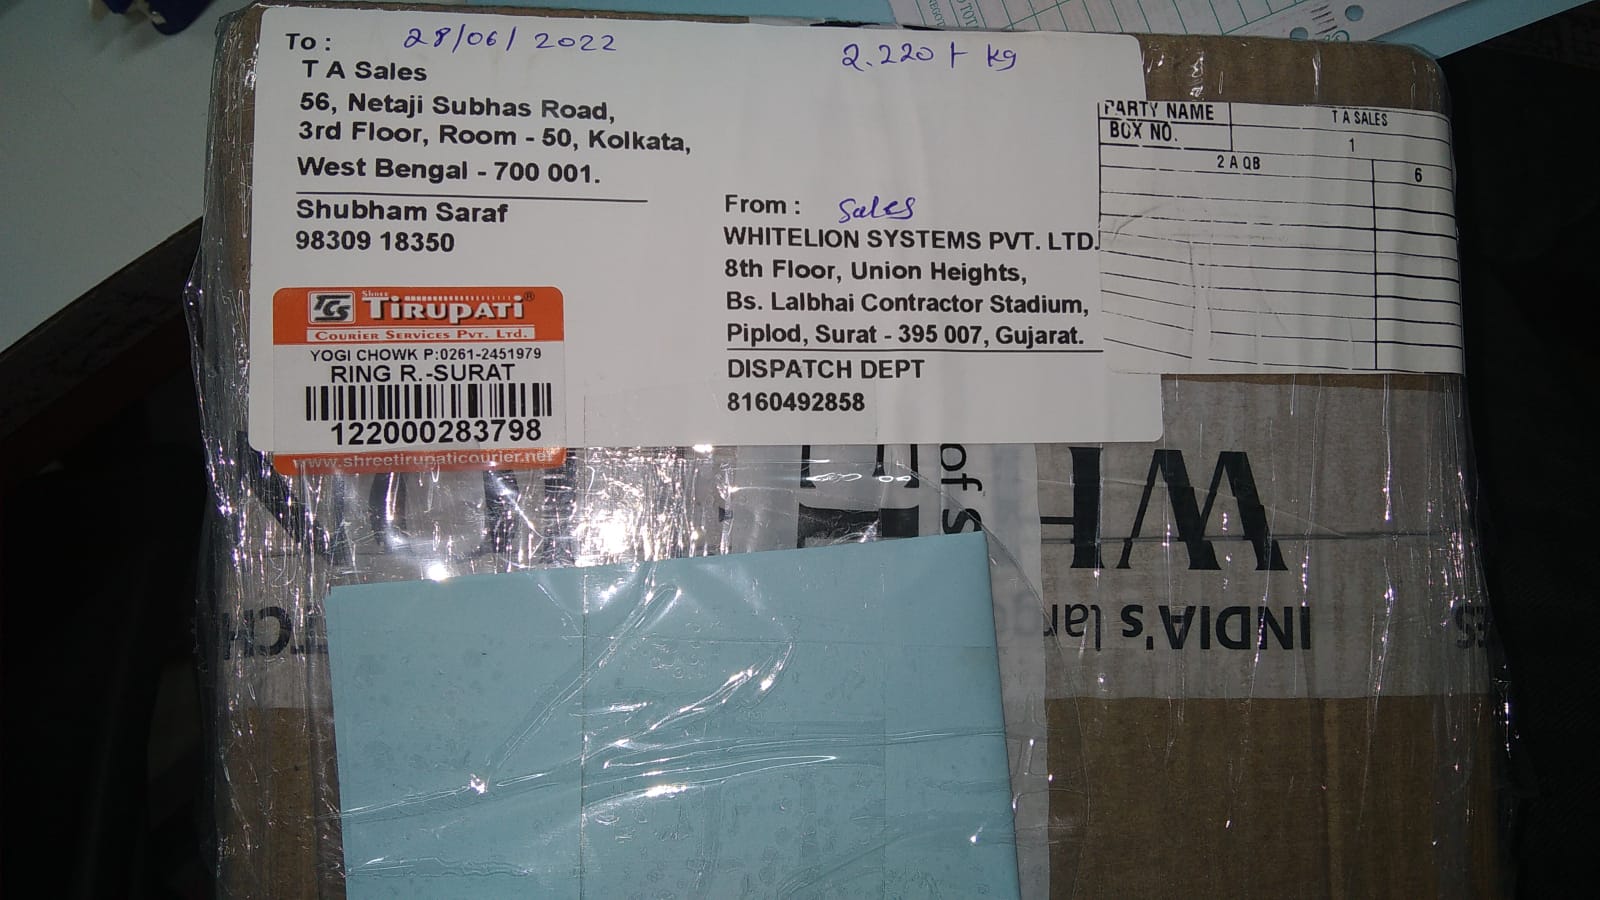 To :
28/06/2022
2.220 + kg
T A Sales
56, Netaji Subhas Road,
3rd Floor, Room - 50, Kolkata,
West Bengal - 700 001.
Shubham Saraf
98309 18350
From : Sales
WHITELION SYSTEMS PVT. LTD.
8th Floor, Union Heights,
Bs. Lalbhai Contractor Stadium,
Piplod, Surat - 395 007, Gujarat.
DISPATCH DEPT
8160492858
PARTY NAME T A SALES
BOX NO. 1
2 A QB 6
TCS Shree TIRUPATI®
COURIER SERVICES PVT. LTD.
YOGI CHOWK P:0261-2451979
RING R.-SURAT
122000283798
www.shreetirupaticourier.net
of
WH
INDIA's